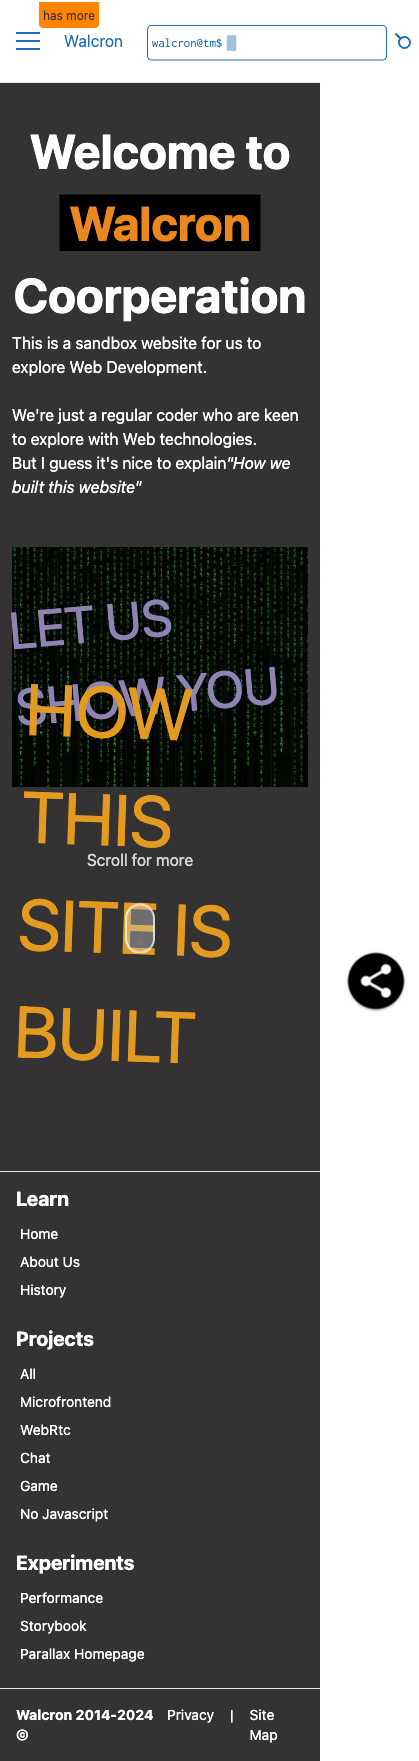 has more
Walcron
walcron@tm$
Welcome to
Walcron
Coorperation
This is a sandbox website for us to
explore Web Development.
We're just a regular coder who are keen
to explore with Web technologies.
But I guess it's nice to explain"How we
built this website"
LET US
SHOW YOU
HOW
THIS
Scroll for more
SITE IS
BUILT
Learn
Home
About Us
History
Projects
All
Microfrontend
WebRtc
Chat
Game
No Javascript
Experiments
Performance
Storybook
Parallax Homepage
Walcron 2014-2024 Privacy | Site
© Map